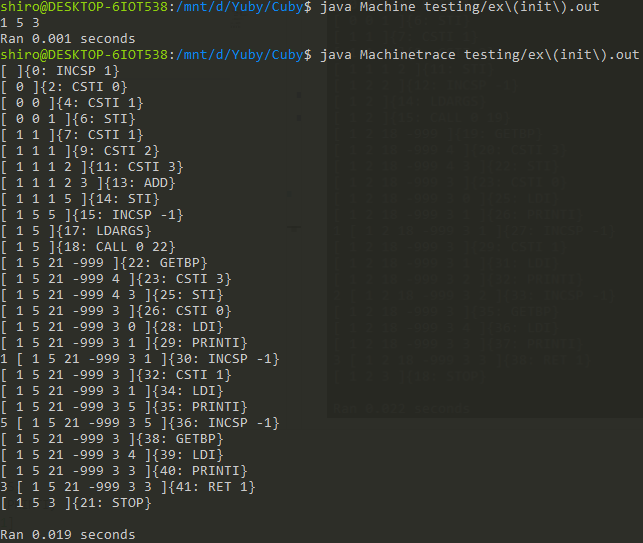 shiro@DESKTOP-6IOT538:/mnt/d/Yuby/Cuby$ java Machine testing/ex\(init\).out
1 5 3
Ran 0.001 seconds
shiro@DESKTOP-6IOT538:/mnt/d/Yuby/Cuby$ java Machinetrace testing/ex\(init\).out
[ ]{0: INCSP 1}
[ 0 ]{2: CSTI 0}
[ 0 0 ]{4: CSTI 1}
[ 0 0 1 ]{6: STI}
[ 1 1 ]{7: CSTI 1}
[ 1 1 1 ]{9: CSTI 2}
[ 1 1 1 2 ]{11: CSTI 3}
[ 1 1 1 2 3 ]{13: ADD}
[ 1 1 1 5 ]{14: STI}
[ 1 5 5 ]{15: INCSP -1}
[ 1 5 ]{17: LDARGS}
[ 1 5 ]{18: CALL 0 22}
[ 1 5 21 -999 ]{22: GETBP}
[ 1 5 21 -999 4 ]{23: CSTI 3}
[ 1 5 21 -999 4 3 ]{25: STI}
[ 1 5 21 -999 3 ]{26: CSTI 0}
[ 1 5 21 -999 3 0 ]{28: LDI}
[ 1 5 21 -999 3 1 ]{29: PRINTI}
1 [ 1 5 21 -999 3 1 ]{30: INCSP -1}
[ 1 5 21 -999 3 ]{32: CSTI 1}
[ 1 5 21 -999 3 1 ]{34: LDI}
[ 1 5 21 -999 3 5 ]{35: PRINTI}
5 [ 1 5 21 -999 3 5 ]{36: INCSP -1}
[ 1 5 21 -999 3 ]{38: GETBP}
[ 1 5 21 -999 3 4 ]{39: LDI}
[ 1 5 21 -999 3 3 ]{40: PRINTI}
3 [ 1 5 21 -999 3 3 ]{41: RET 1}
[ 1 5 3 ]{21: STOP}
Ran 0.019 seconds